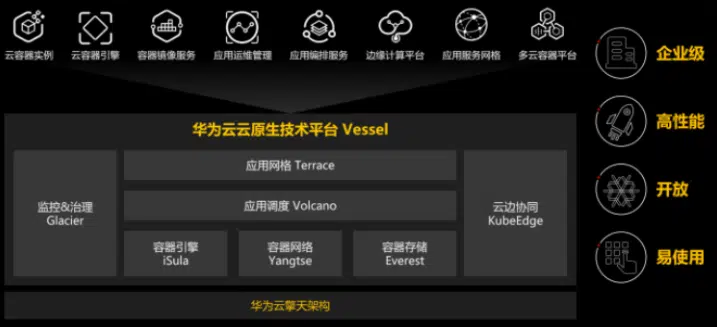 云容器实例 云容器引擎 容器镜像服务 应用运维管理 应用编排服务 边缘计算平台 应用服务网格 多云容器平台
企业级
高性能
开放
易使用
华为云云原生技术平台 Vessel
监控&治理
Glacier
应用网格 Terrace
应用调度 Volcano
容器引擎
iSula
容器网络
Yangtse
容器存储
Everest
云边协同
KubeEdge
华为云擎天架构